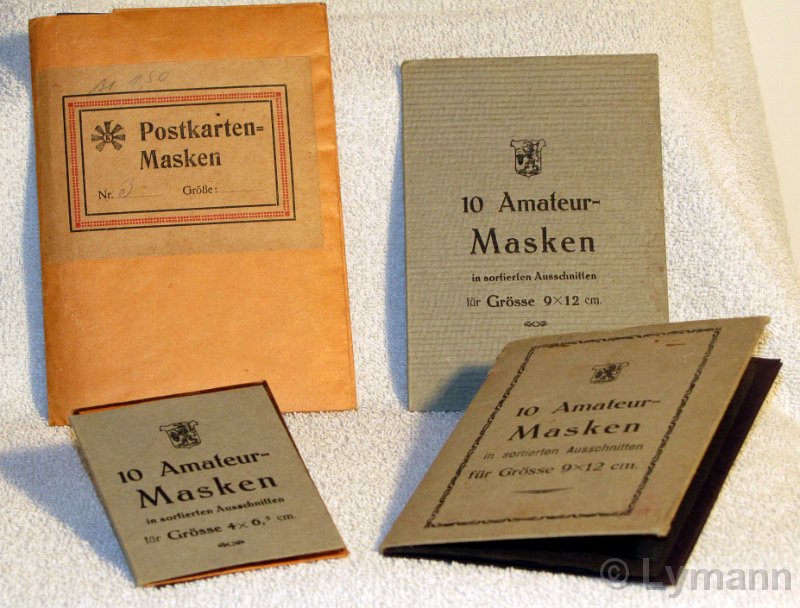 Postkarten-
Masken
Nr. 3 Größe:
10 Amateur-
Masken
in sortierten Ausschnitten
für Grösse 9×12 cm.
10 Amateur-
Masken
in sortierten Ausschnitten
für Grösse 4×6,⁵ cm.
10 Amateur-
Masken
in sortierten Ausschnitten
für Grösse 9×12 cm.
© Lymann